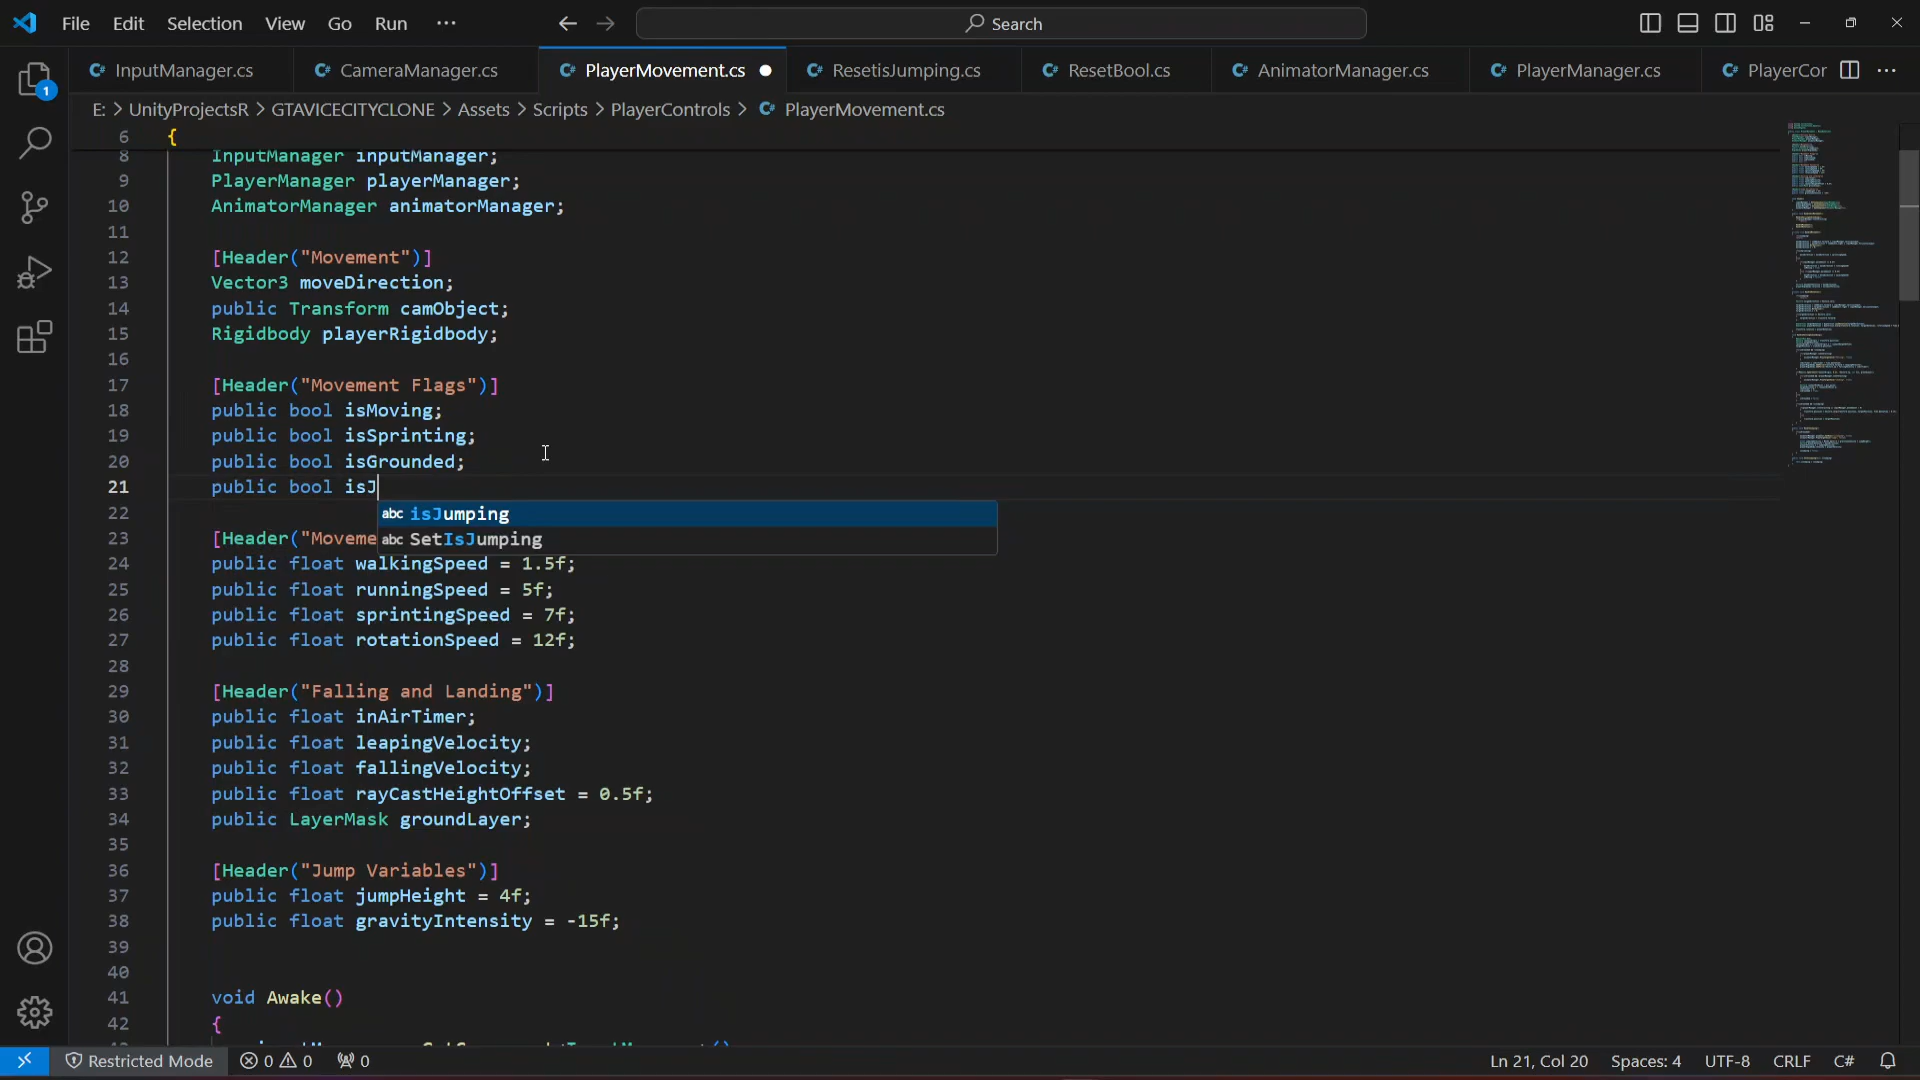 File Edit Selection View Go Run ···
Search
InputManager.cs CameraManager.cs PlayerMovement.cs ResetisJumping.cs ResetBool.cs AnimatorManager.cs PlayerManager.cs PlayerCor
1
E: > UnityProjectsR > GTAVICECITYCLONE > Assets > Scripts > PlayerControls > PlayerMovement.cs
6 {
8 InputManager inputManager;
9 PlayerManager playerManager;
10 AnimatorManager animatorManager;
11
12 [Header("Movement")]
13 Vector3 moveDirection;
14 public Transform camObject;
15 Rigidbody playerRigidbody;
16
17 [Header("Movement Flags")]
18 public bool isMoving;
19 public bool isSprinting;
20 public bool isGrounded;
21 public bool isJ
22 abc isJumping
23 [Header("Moveme abc SetIsJumping
24 public float walkingSpeed = 1.5f;
25 public float runningSpeed = 5f;
26 public float sprintingSpeed = 7f;
27 public float rotationSpeed = 12f;
28
29 [Header("Falling and Landing")]
30 public float inAirTimer;
31 public float leapingVelocity;
32 public float fallingVelocity;
33 public float rayCastHeightOffset = 0.5f;
34 public LayerMask groundLayer;
35
36 [Header("Jump Variables")]
37 public float jumpHeight = 4f;
38 public float gravityIntensity = -15f;
39
40
41 void Awake()
42 {
Restricted Mode 0 0 0 Ln 21, Col 20 Spaces: 4 UTF-8 CRLF C#